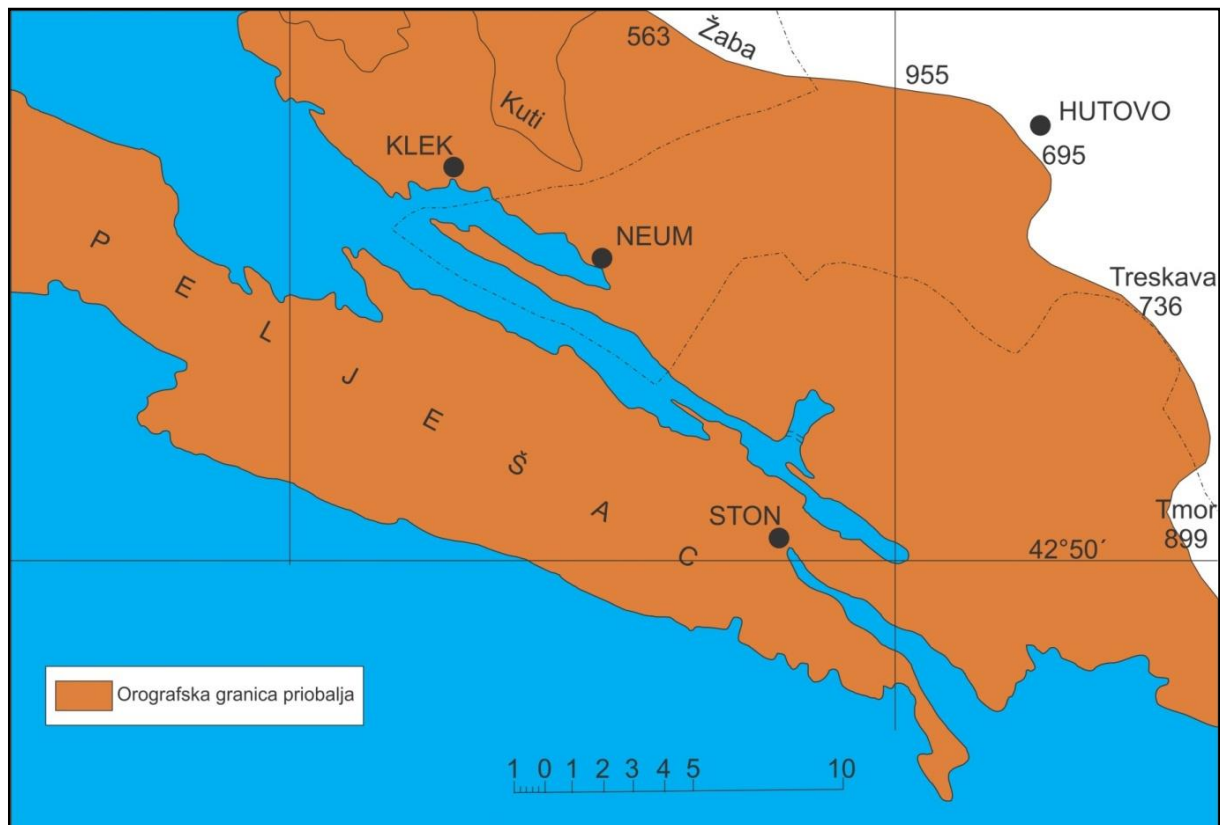 563
Žaba
955
HUTOVO
695
Kuti
KLEK
NEUM
PELJEŠAC
Treskava
736
STON
Tmor
899
42°50´
Orografska granica priobalja
1 0 1 2 3 4 5 10